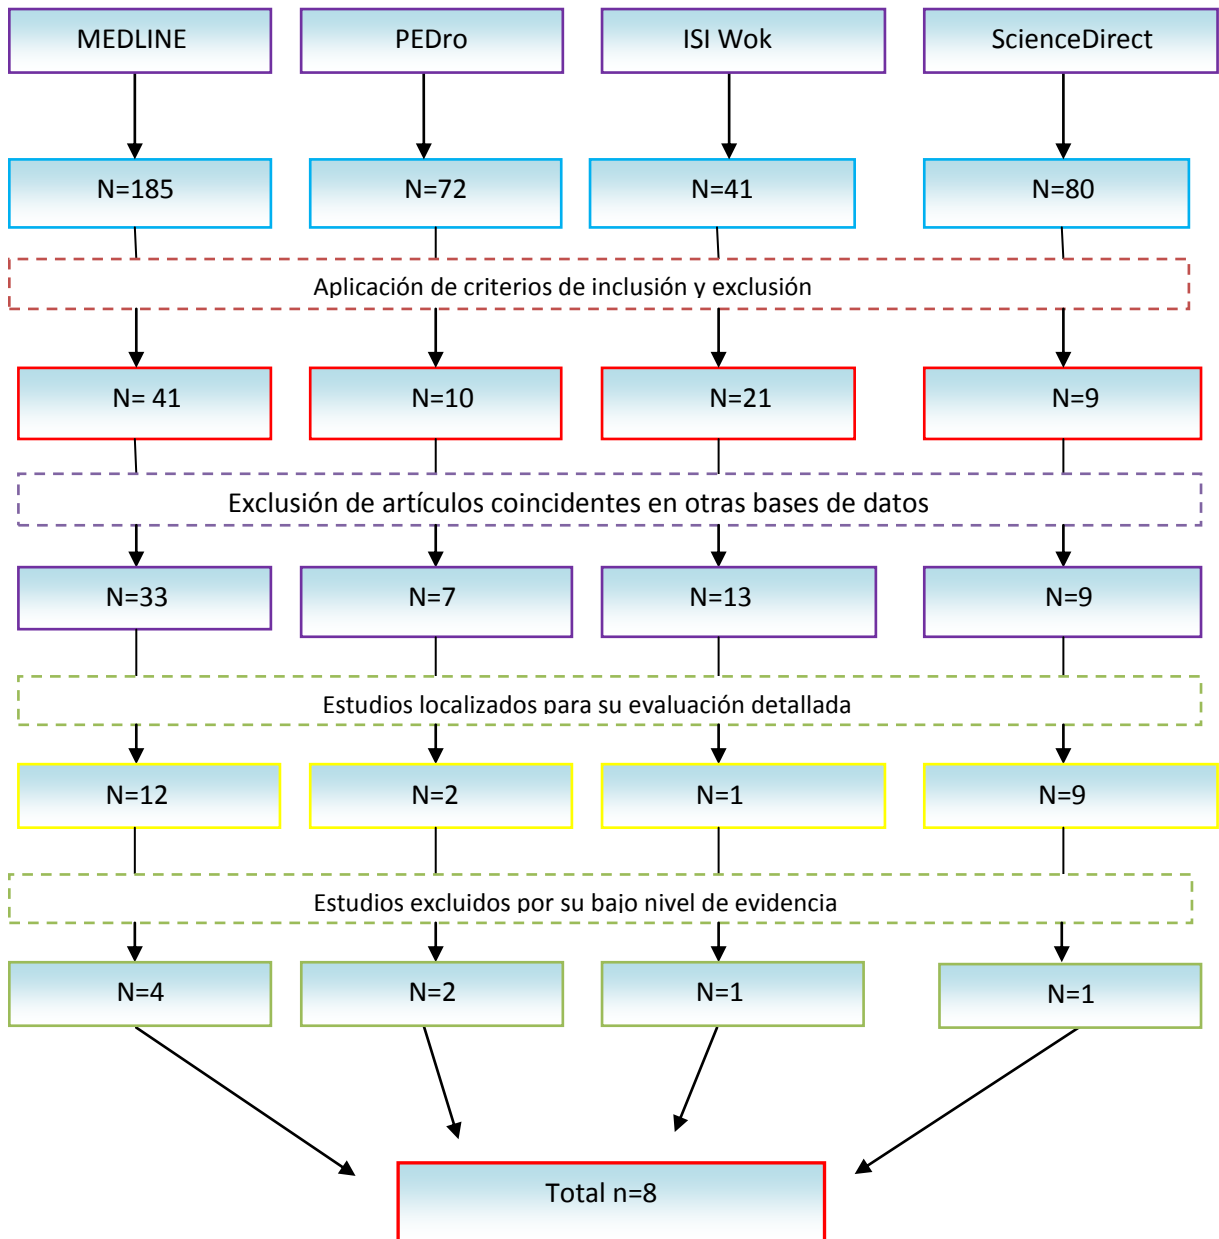 MEDLINE
PEDro
ISI Wok
ScienceDirect
N=185
N=72
N=41
N=80
Aplicación de criterios de inclusión y exclusión
N= 41
N=10
N=21
N=9
Exclusión de artículos coincidentes en otras bases de datos
N=33
N=7
N=13
N=9
Estudios localizados para su evaluación detallada
N=12
N=2
N=1
N=9
Estudios excluidos por su bajo nivel de evidencia
N=4
N=2
N=1
N=1
Total n=8